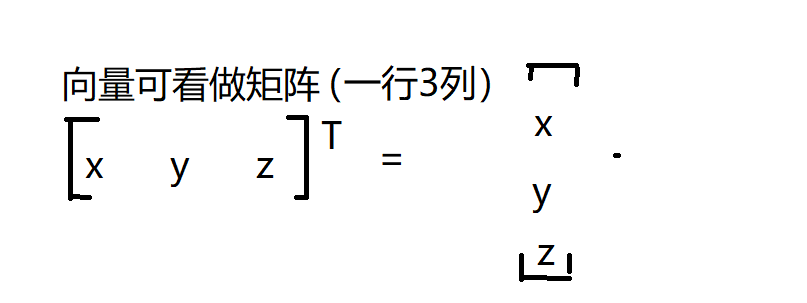 向量可看做矩阵 (一行3列)
[x y z]T = [x
y
z] .